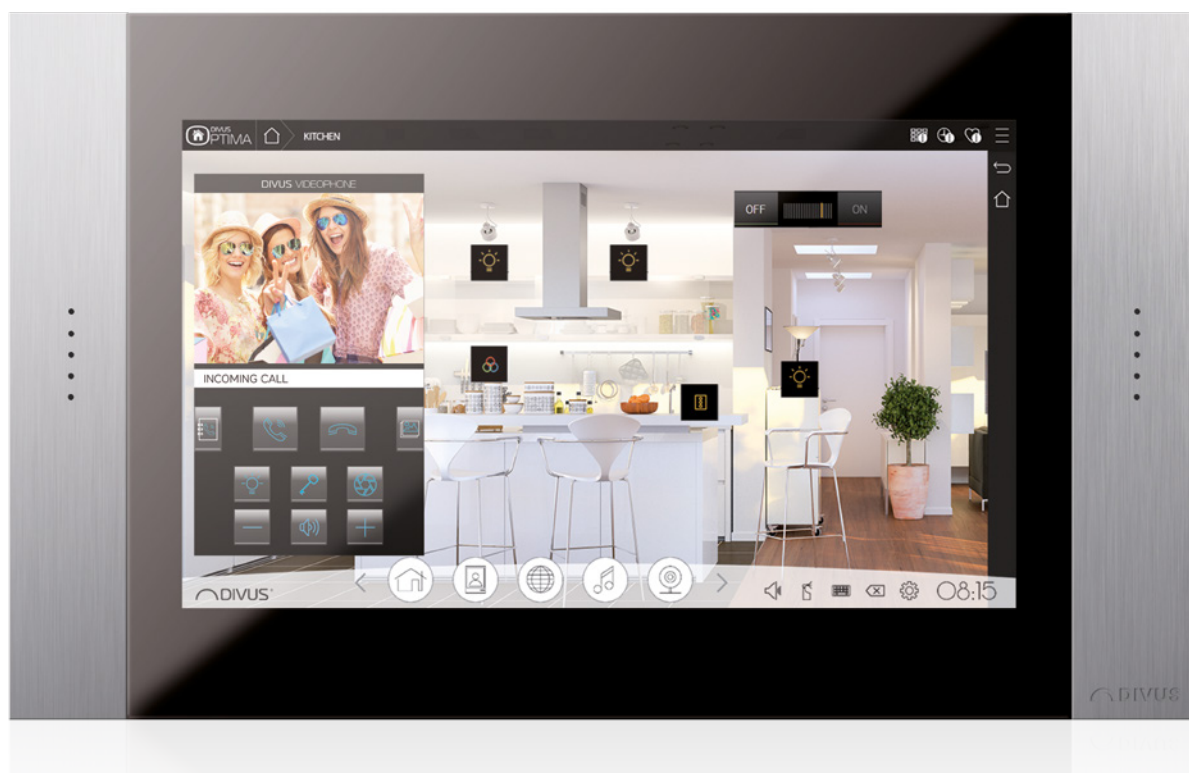 DIVUS
OPTIMA
KITCHEN
DIVUS VIDEOPHONE
OFF
ON
INCOMING CALL
DIVUS
08:15
DIVUS